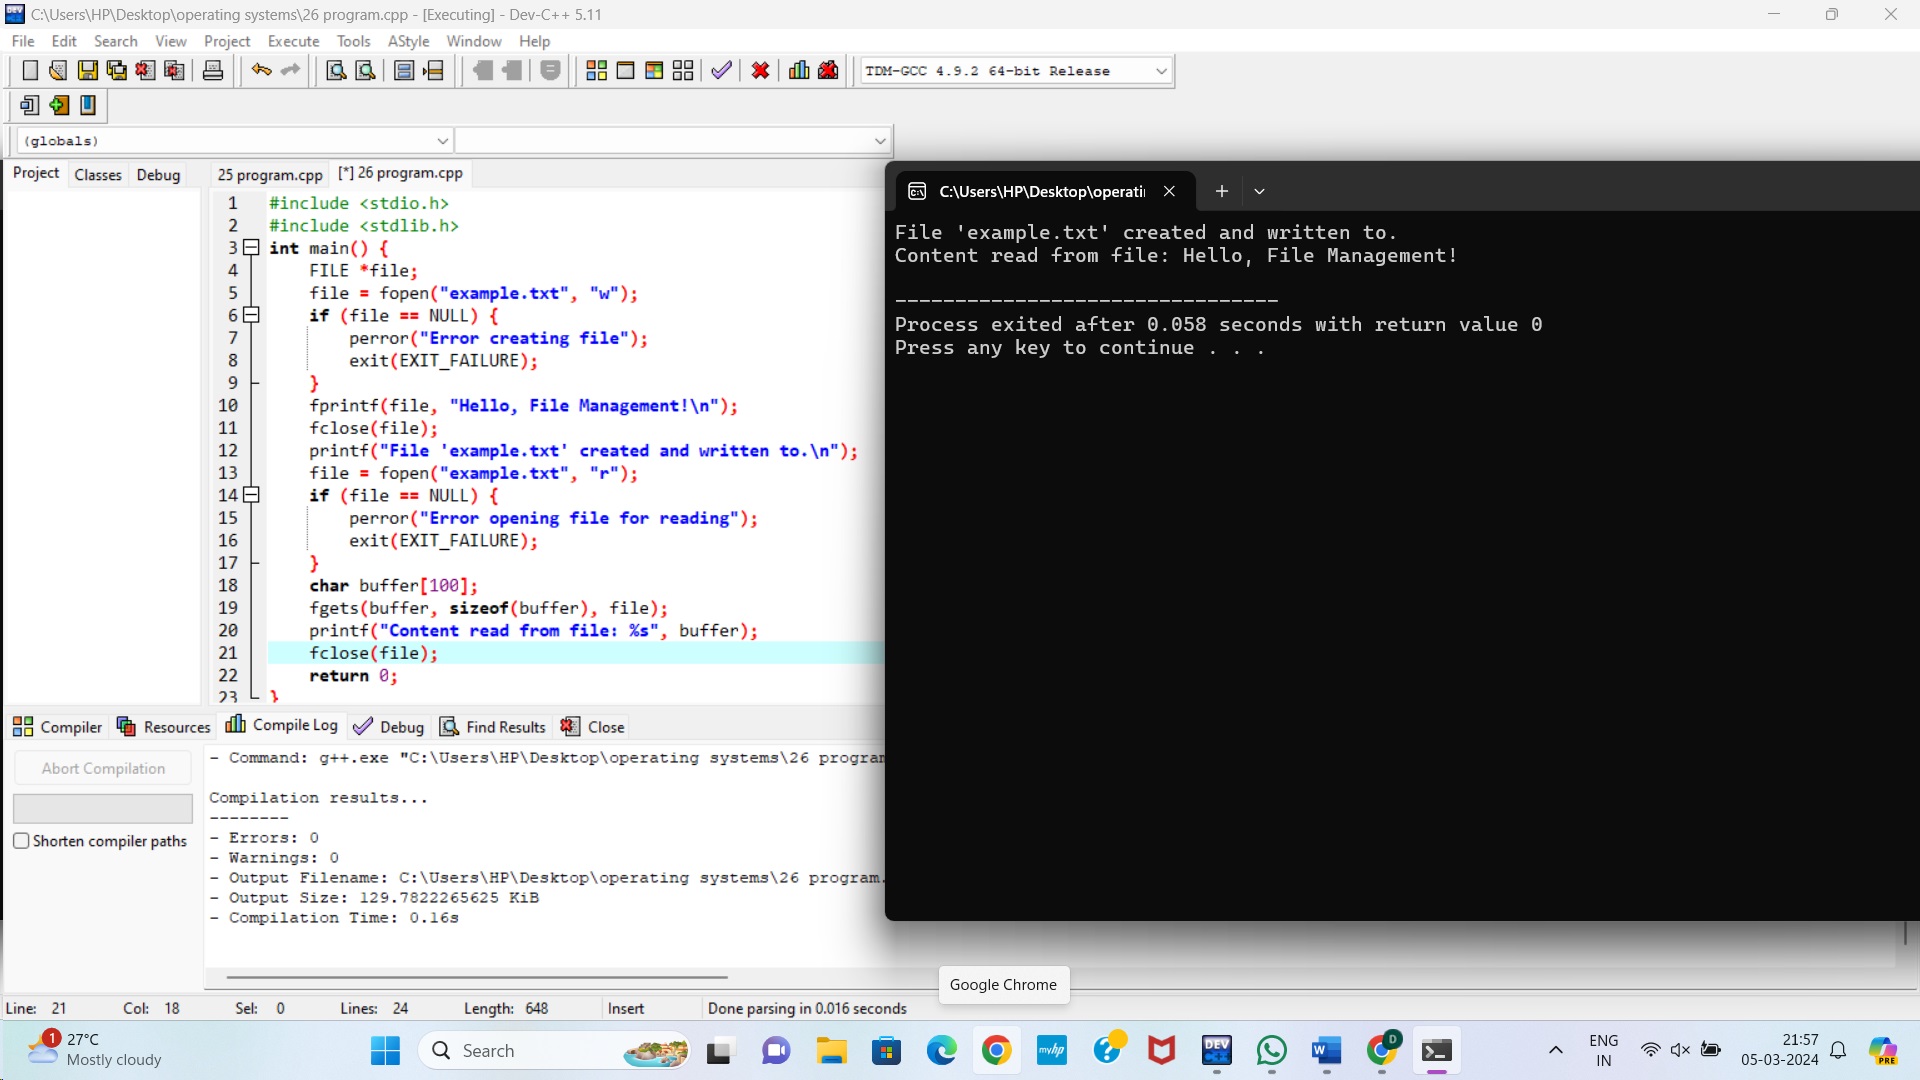 C:\Users\HP\Desktop\operating systems\26 program.cpp - [Executing] - Dev-C++ 5.11
File Edit Search View Project Execute Tools AStyle Window Help
TDM-GCC 4.9.2 64-bit Release
(globals)
Project Classes Debug
25 program.cpp [*] 26 program.cpp
1 #include <stdio.h>
2 #include <stdlib.h>
3 int main() {
4 FILE *file;
5 file = fopen("example.txt", "w");
6 if (file == NULL) {
7 perror("Error creating file");
8 exit(EXIT_FAILURE);
9 }
10 fprintf(file, "Hello, File Management!\n");
11 fclose(file);
12 printf("File 'example.txt' created and written to.\n");
13 file = fopen("example.txt", "r");
14 if (file == NULL) {
15 perror("Error opening file for reading");
16 exit(EXIT_FAILURE);
17 }
18 char buffer[100];
19 fgets(buffer, sizeof(buffer), file);
20 printf("Content read from file: %s", buffer);
21 fclose(file);
22 return 0;
23 }
C:\Users\HP\Desktop\operati
File 'example.txt' created and written to.
Content read from file: Hello, File Management!
--------------------------------
Process exited after 0.058 seconds with return value 0
Press any key to continue . . .
Compiler Resources Compile Log Debug Find Results Close
Abort Compilation
Shorten compiler paths
- Command: g++.exe "C:\Users\HP\Desktop\operating systems\26 program
Compilation results...
--------
- Errors: 0
- Warnings: 0
- Output Filename: C:\Users\HP\Desktop\operating systems\26 program.
- Output Size: 129.7822265625 KiB
- Compilation Time: 0.16s
Google Chrome
Line: 21 Col: 18 Sel: 0 Lines: 24 Length: 648 Insert Done parsing in 0.016 seconds
1
27°C
Mostly cloudy
Search
myhp
DEV
C++
W
D
ENG
IN
21:57
05-03-2024
PRE